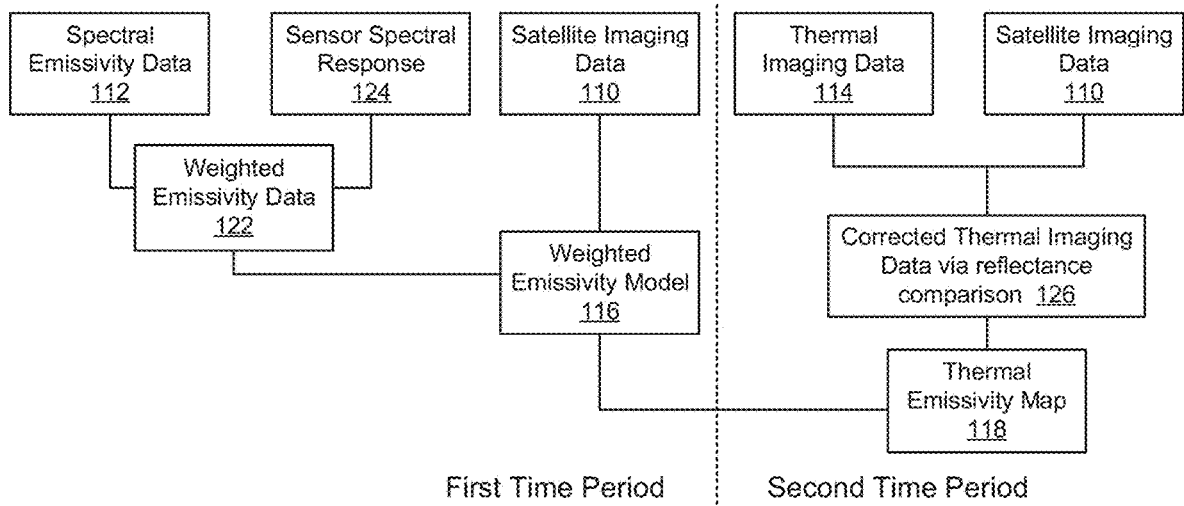 Spectral
Emissivity Data
112
Sensor Spectral
Response
124
Satellite Imaging
Data
110
Thermal
Imaging Data
114
Satellite Imaging
Data
110
Weighted
Emissivity Data
122
Weighted
Emissivity Model
116
Corrected Thermal Imaging
Data via reflectance
comparison 126
Thermal
Emissivity Map
118
First Time Period
Second Time Period